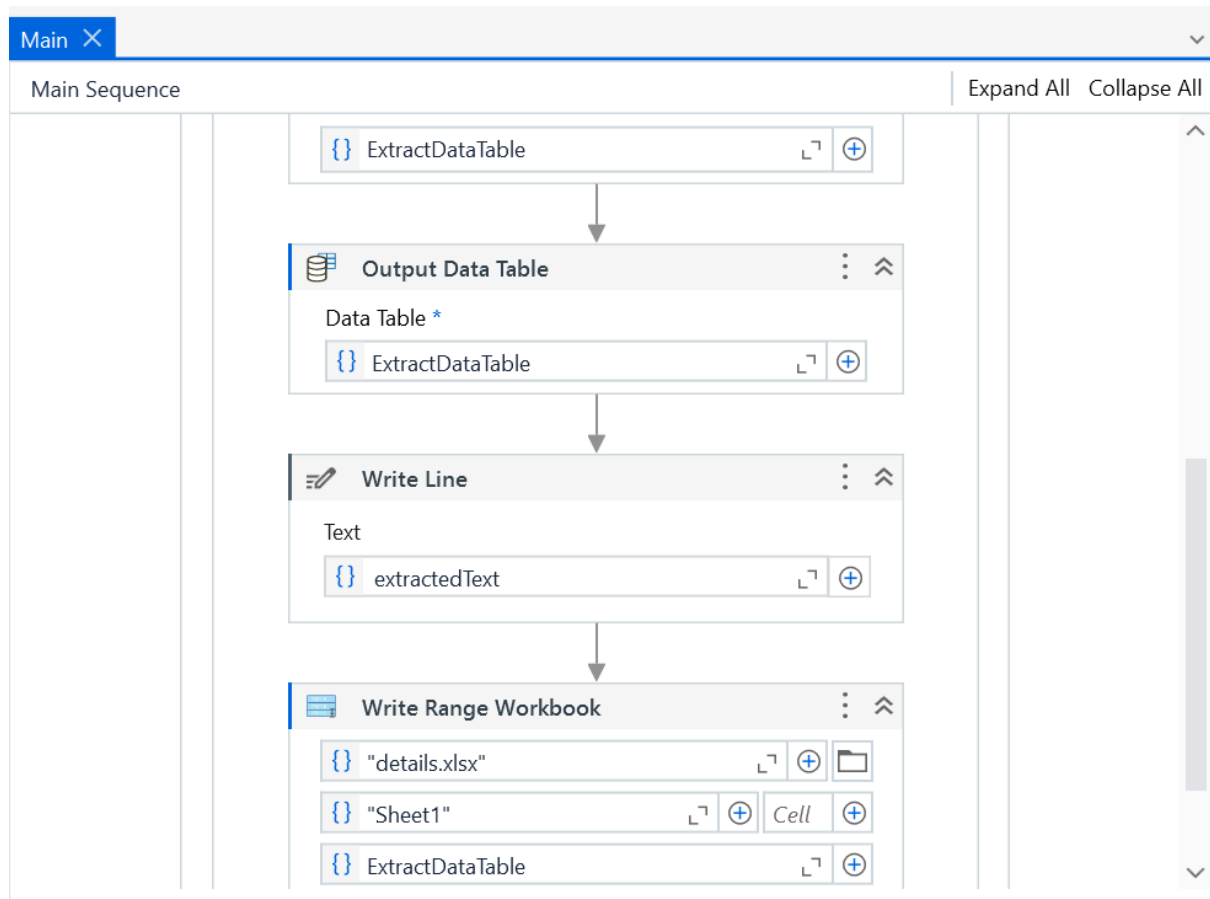 Main
Main Sequence Expand All Collapse All
{} ExtractDataTable
Output Data Table
Data Table *
{} ExtractDataTable
Write Line
Text
{} extractedText
Write Range Workbook
{} "details.xlsx"
{} "Sheet1" Cell
{} ExtractDataTable